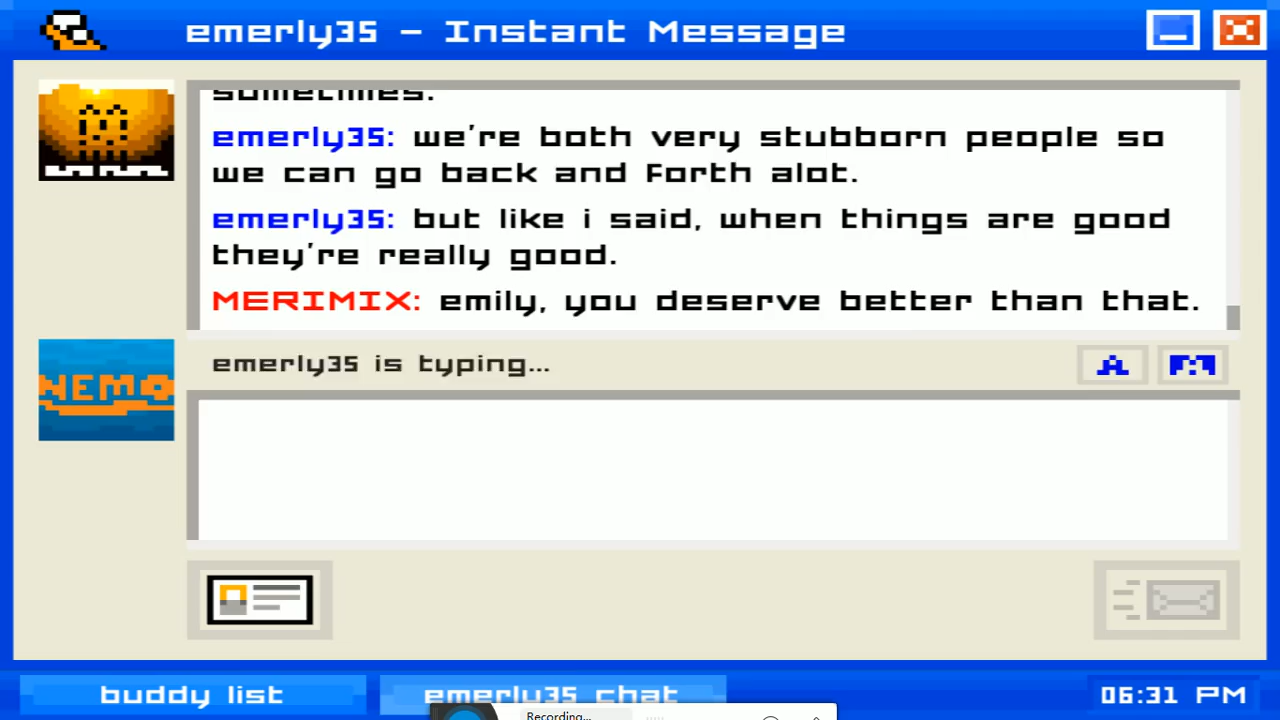 emerly35 - Instant Message
sometimes.
emerly35: we're both very stubborn people so
we can go back and forth alot.
emerly35: but like i said, when things are good
they're really good.
MERIMIX: emily, you deserve better than that.
NEMO
emerly35 is typing...
A
buddy list
emerly35 chat
06:31 PM
Recording...